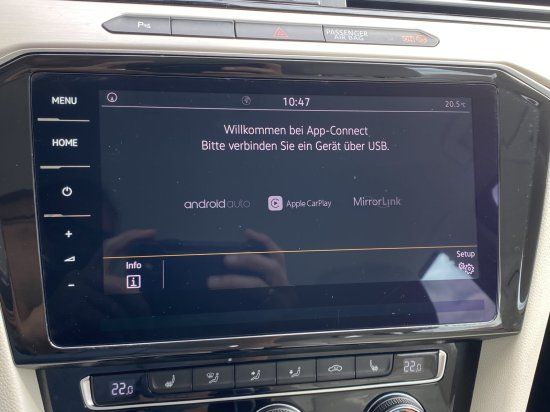 P
PASSENGER
AIR BAG
MENU
HOME
+
-
10:47
20.5°C
Willkommen bei App-Connect
Bitte verbinden Sie ein Gerät über USB.
androidauto
Apple CarPlay
MirrorLink
Info
i
Setup
22.0
22.0